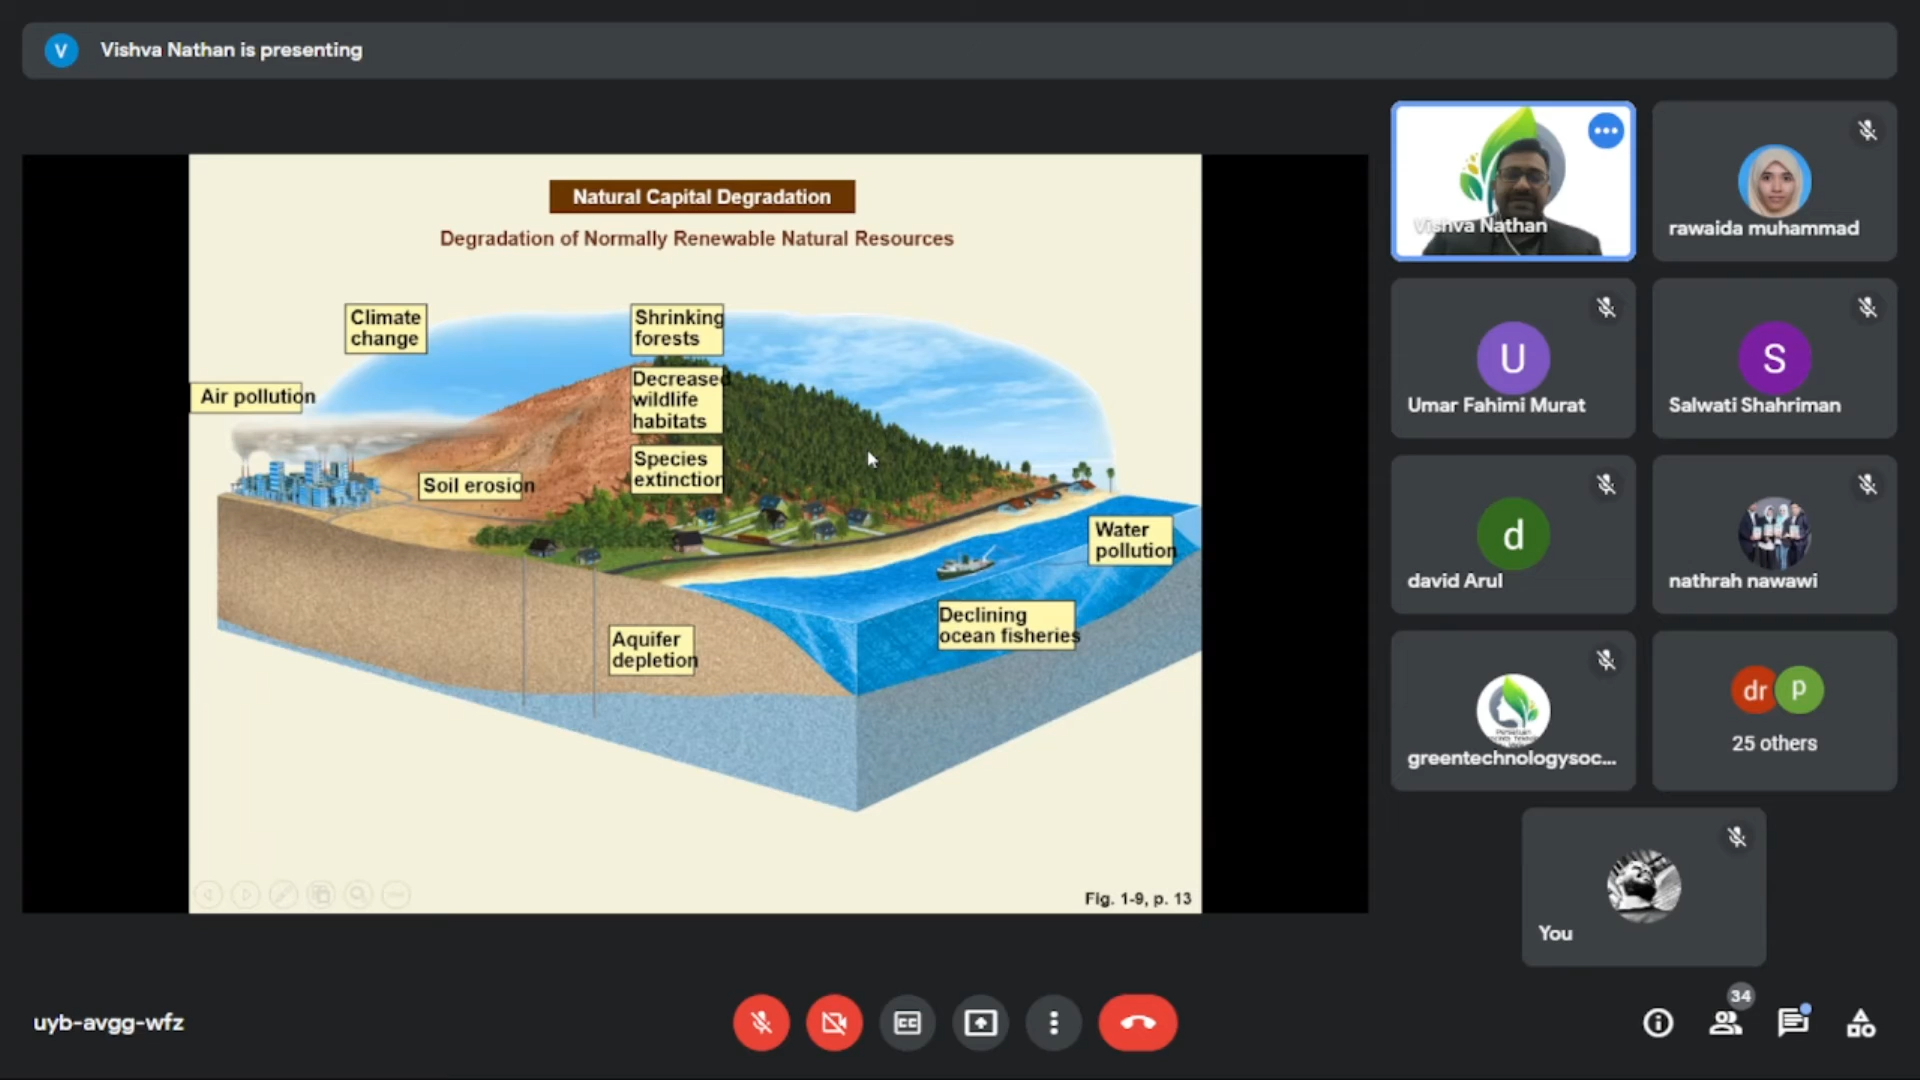 V
Vishva Nathan is presenting
Natural Capital Degradation
Degradation of Normally Renewable Natural Resources
Climate
change
Shrinking
forests
Air pollution
Decreased
wildlife
habitats
Species
extinction
Soil erosion
Water
pollution
Declining
ocean fisheries
Aquifer
depletion
Fig. 1-9, p. 13
Vishva Nathan
rawaida muhammad
U
Umar Fahimi Murat
S
Salwati Shahriman
d
david Arul
nathrah nawawi
greentechnologysoc...
dr
p
25 others
You
uyb-avgg-wfz
CC
34